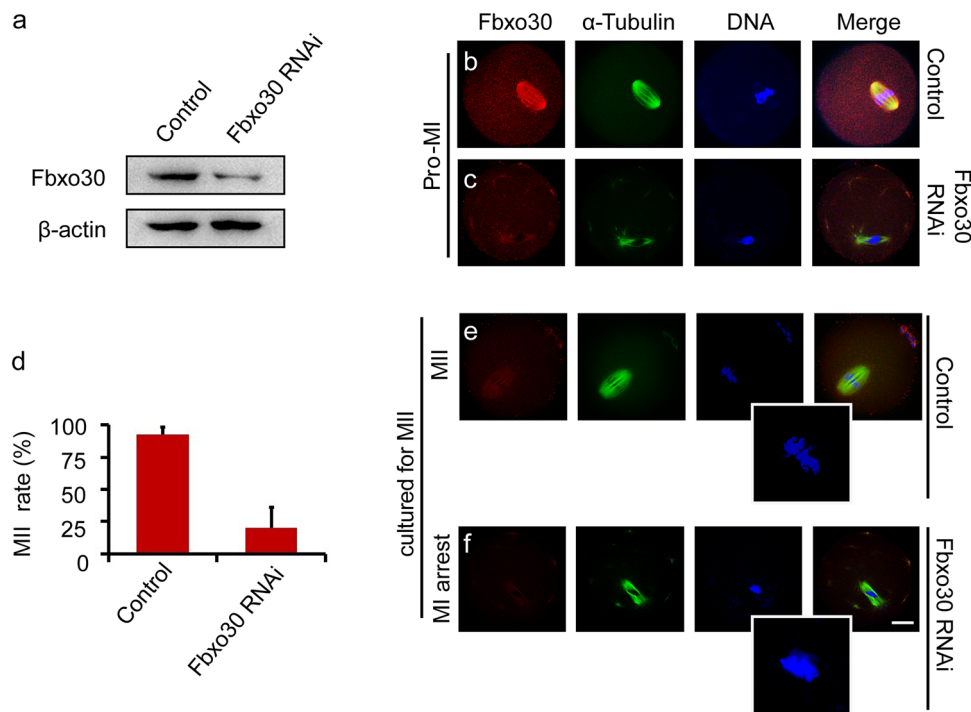 a
Control
Fbxo30 RNAi
Fbxo30
β-actin
Fbxo30
α-Tubulin
DNA
Merge
b
c
Pro-MI
Control
Fbxo30
RNAi
d
MII rate (%)
100
75
50
25
0
Control
Fbxo30 RNAi
cultured for MII
MII
e
Control
MI arrest
f
Fbxo30 RNAi